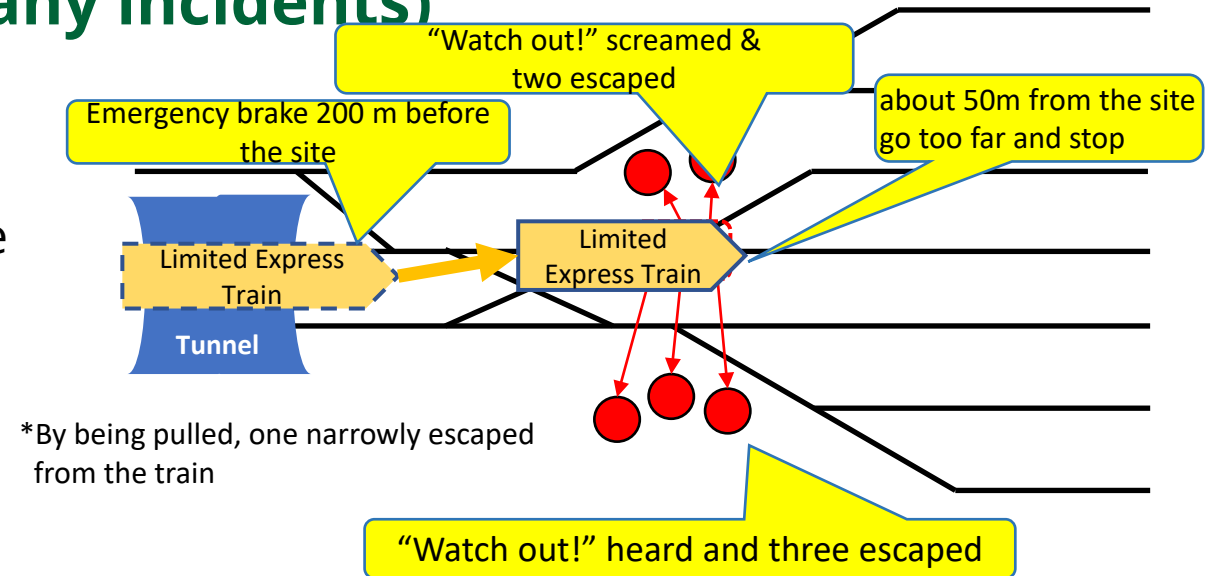 any incidents)
“Watch out!” screamed &
two escaped
Emergency brake 200 m before
the site
about 50m from the site
go too far and stop
e
Limited Express
Train
Limited
Express Train
Tunnel
*By being pulled, one narrowly escaped
from the train
“Watch out!” heard and three escaped